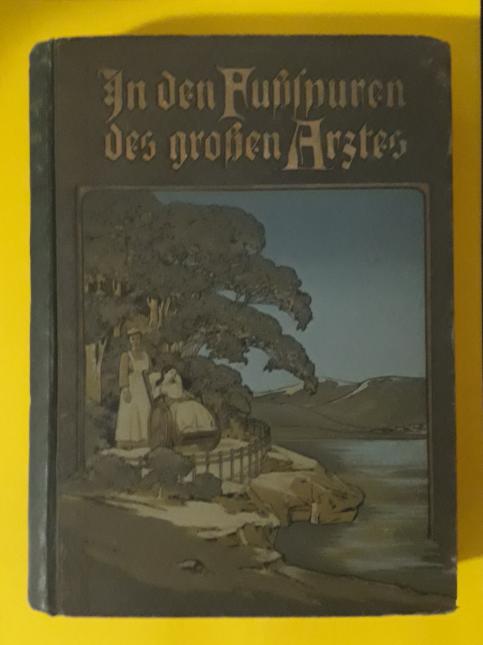 In den Fußspuren
des großen Arztes